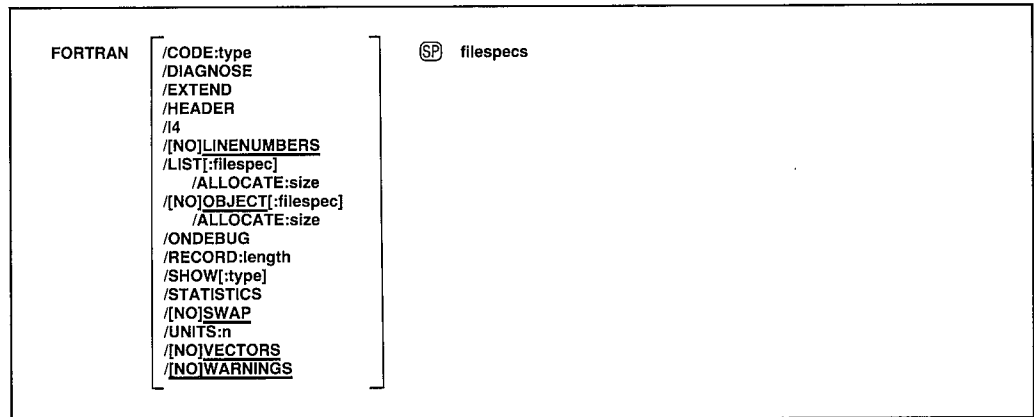 FORTRAN /CODE:type SP filespecs
/DIAGNOSE
/EXTEND
/HEADER
/I4
/[NO]LINENUMBERS
/LIST[:filespec]
/ALLOCATE:size
/[NO]OBJECT[:filespec]
/ALLOCATE:size
/ONDEBUG
/RECORD:length
/SHOW[:type]
/STATISTICS
/[NO]SWAP
/UNITS:n
/[NO]VECTORS
/[NO]WARNINGS